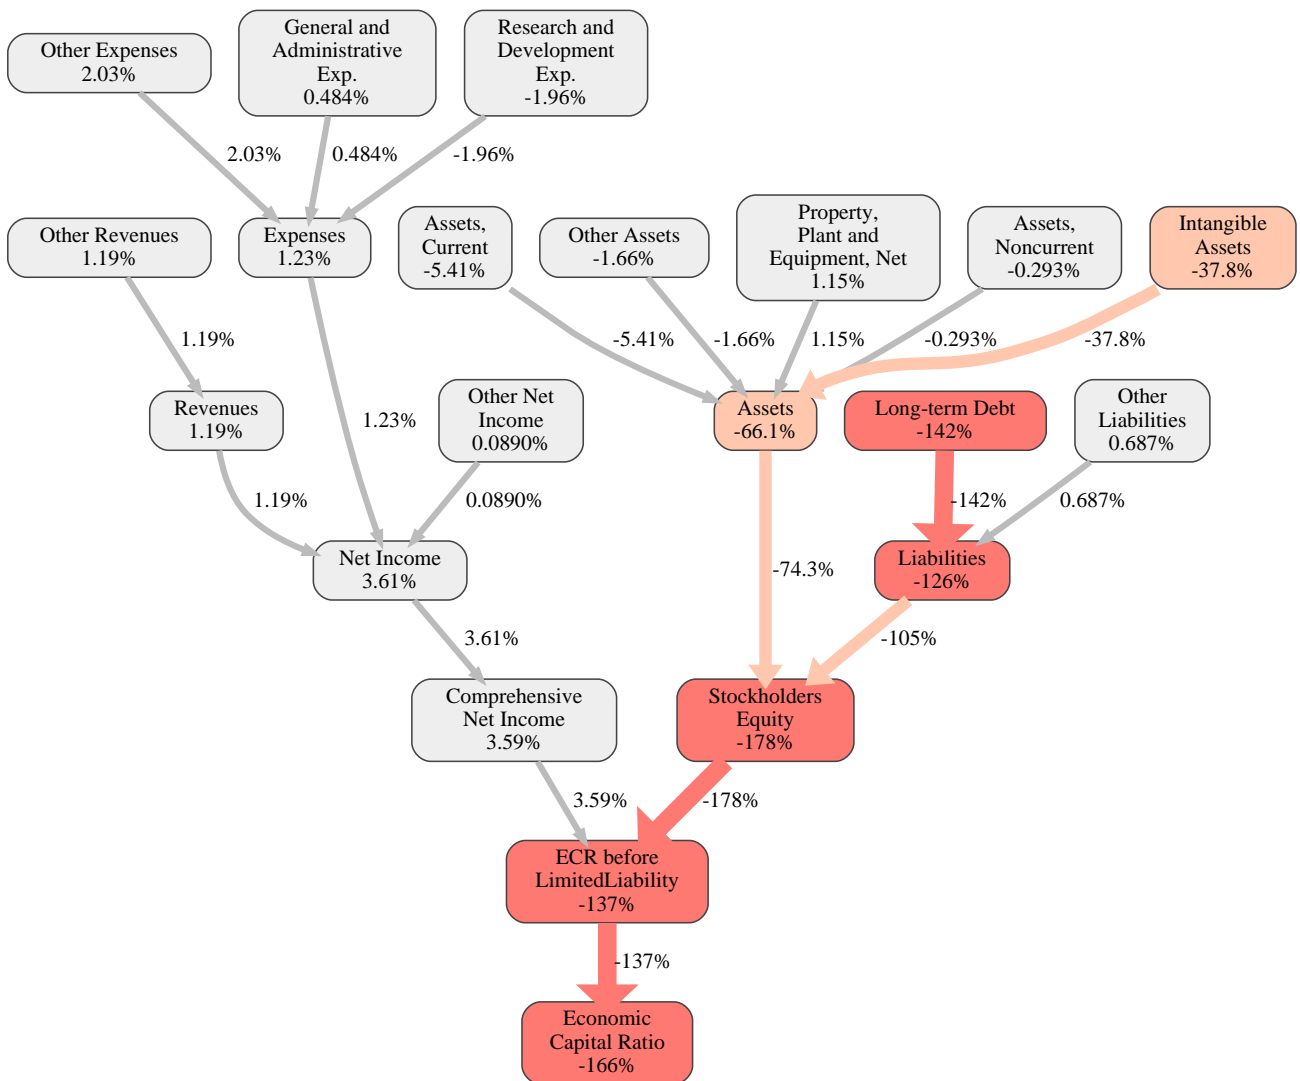 Other Expenses
2.03%
General and
Administrative
Exp.
0.484%
Research and
Development
Exp.
-1.96%
2.03%
0.484%
-1.96%
Other Revenues
1.19%
Expenses
1.23%
Assets,
Current
-5.41%
Other Assets
-1.66%
Property,
Plant and
Equipment, Net
1.15%
Assets,
Noncurrent
-0.293%
Intangible
Assets
-37.8%
1.19%
-5.41%
-1.66%
1.15%
-0.293%
-37.8%
Revenues
1.19%
1.23%
Other Net
Income
0.0890%
Assets
-66.1%
Long-term Debt
-142%
Other
Liabilities
0.687%
1.19%
0.0890%
-142%
0.687%
Net Income
3.61%
-74.3%
Liabilities
-126%
3.61%
-105%
Comprehensive
Net Income
3.59%
Stockholders
Equity
-178%
3.59%
-178%
ECR before
LimitedLiability
-137%
-137%
Economic
Capital Ratio
-166%